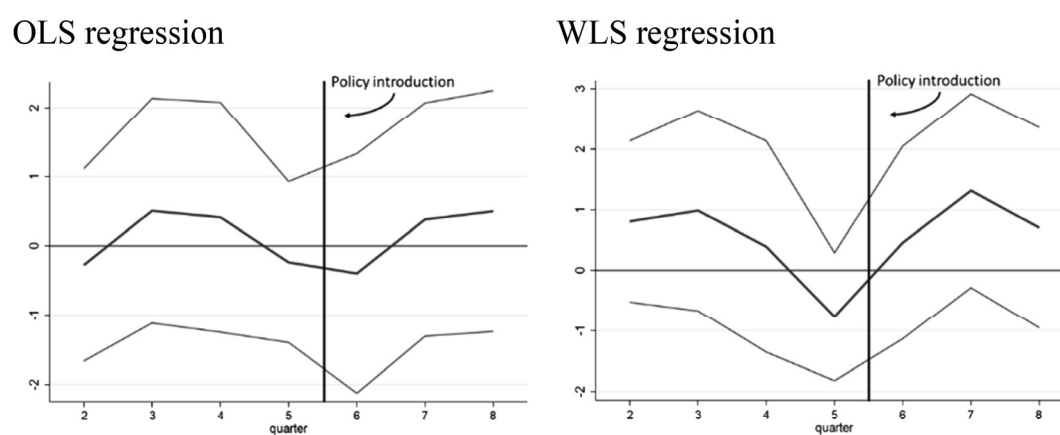 OLS regression
WLS regression
Policy introduction
2
1
0
-1
-2
2 3 4 5 6 7 8
quarter
Policy introduction
3
2
1
0
-1
-2
2 3 4 5 6 7 8
quarter